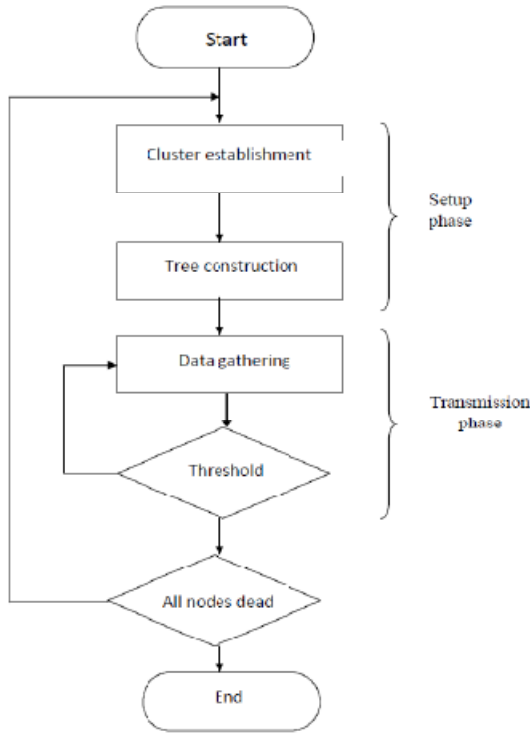 Start
Cluster establishment
Setup
phase
Tree construction
Data gathering
Transmission
phase
Threshold
All nodes dead
End